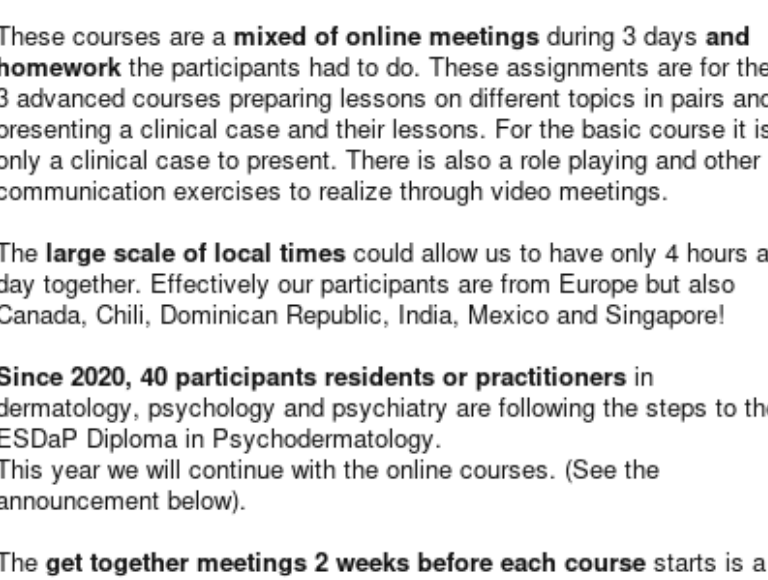 These courses are a mixed of online meetings during 3 days and
homework the participants had to do. These assignments are for the
3 advanced courses preparing lessons on different topics in pairs and
presenting a clinical case and their lessons. For the basic course it is
only a clinical case to present. There is also a role playing and other
communication exercises to realize through video meetings.
The large scale of local times could allow us to have only 4 hours a
day together. Effectively our participants are from Europe but also
Canada, Chili, Dominican Republic, India, Mexico and Singapore!
Since 2020, 40 participants residents or practitioners in
dermatology, psychology and psychiatry are following the steps to the
ESDaP Diploma in Psychodermatology.
This year we will continue with the online courses. (See the
announcement below).
The get together meetings 2 weeks before each course starts is a